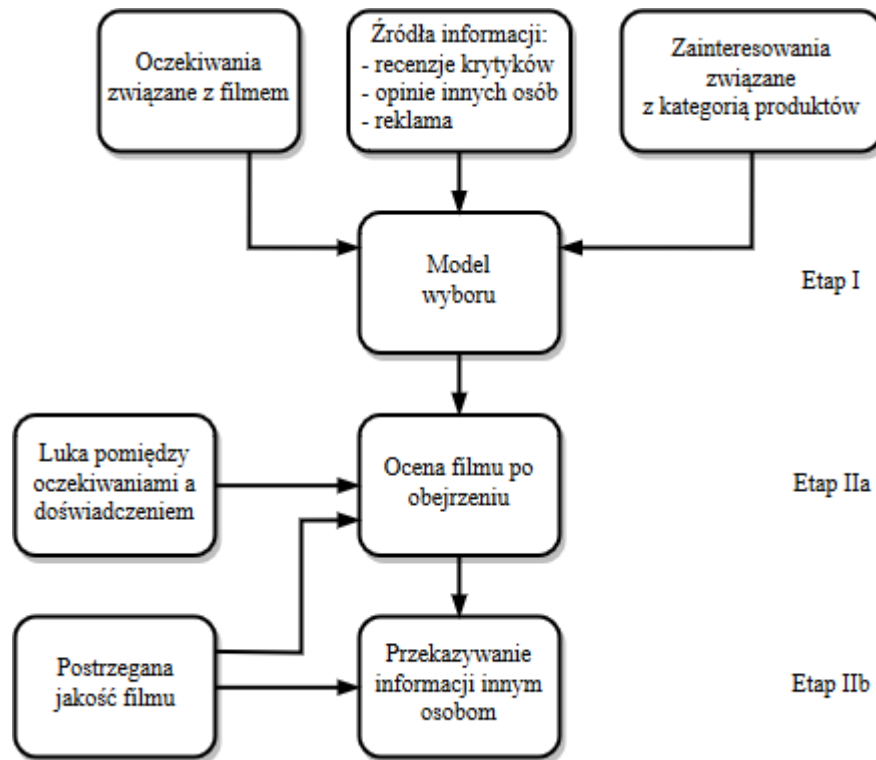 Oczekiwania
związane z filmem
Źródła informacji:
- recenzje krytyków
- opinie innych osób
- reklama
Zainteresowania
związane
z kategorią produktów
Model
wyboru
Etap I
Luka pomiędzy
oczekiwaniami a
doświadczeniem
Ocena filmu po
obejrzeniu
Etap IIa
Postrzegana
jakość filmu
Przekazywanie
informacji innym
osobom
Etap IIb